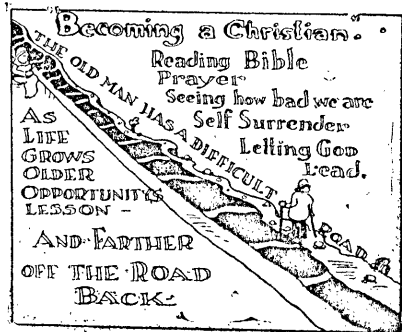 Becoming a Christian.
Reading Bible
Prayer
Seeing how bad we are
Self Surrender
Letting God
Lead.
THE OLD MAN HAS A DIFFICULT ROAD
AS
LIFE
GROWS
OLDER
OPPORTUNITYS
LESSON -
AND FARTHER
OFF THE ROAD
BACK-